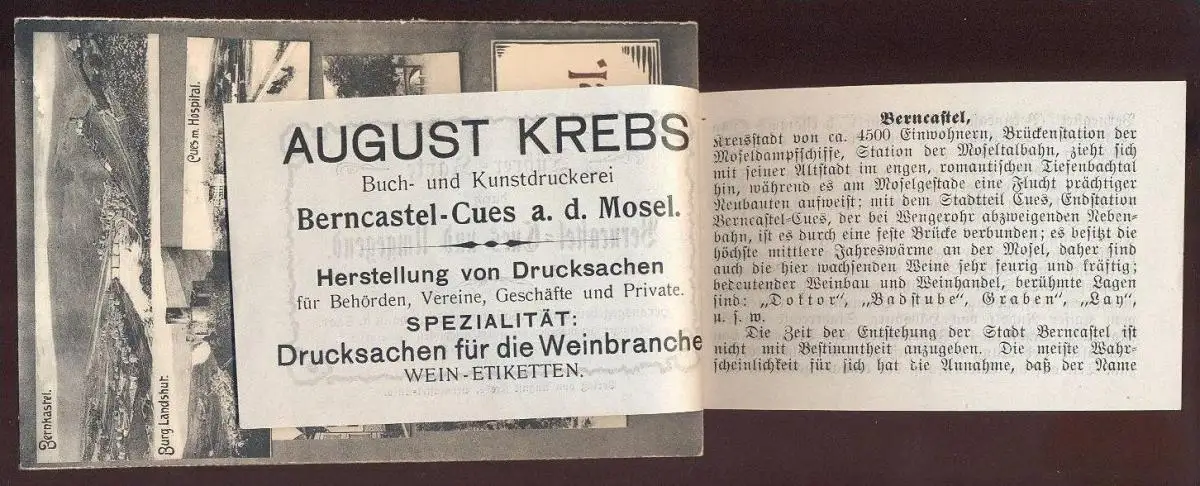 Bernkastel.
Burg Landshut.
Cues m. Hospital.
el.
AUGUST KREBS
Buch- und Kunstdruckerei
Berncastel-Cues a. d. Mosel.
Herstellung von Drucksachen
für Behörden, Vereine, Geschäfte und Private.
SPEZIALITÄT:
Drucksachen für die Weinbranche
WEIN-ETIKETTEN.
Berncastel,
Kreisstadt von ca. 4500 Einwohnern, Brückenstation der
Moseldampfschiffe, Station der Moseltalbahn, zieht sich
mit seiner Altstadt im engen, romantischen Tiefenbachtal
hin, während es am Moselgestade eine Flucht prächtiger
Neubauten aufweist; mit dem Stadtteil Cues, Endstation
Berncastel-Cues, der bei Wengerohr abzweigenden Neben-
bahn, ist es durch eine feste Brücke verbunden; es besitzt die
höchste mittlere Jahreswärme an der Mosel, daher sind
auch die hier wachsenden Weine sehr feurig und kräftig;
bedeutender Weinbau und Weinhandel, berühmte Lagen
sind: „Doktor", „Badstube", Graben", „Lay",
u. s. w.
Die Zeit der Entstehung der Stadt Berncastel ist
nicht mit Bestimmtheit anzugeben. Die meiste Wahr-
scheinlichkeit für sich hat die Annahme, daß der Name